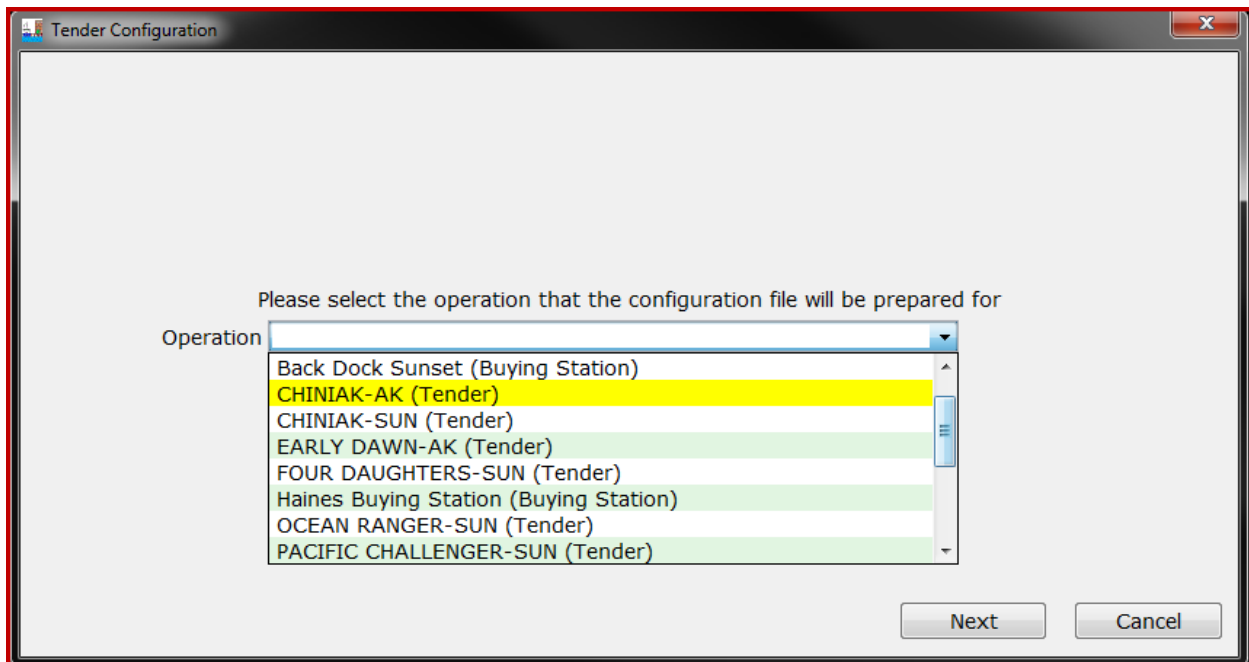 Tender Configuration
Please select the operation that the configuration file will be prepared for
Operation
Back Dock Sunset (Buying Station)
CHINIAK-AK (Tender)
CHINIAK-SUN (Tender)
EARLY DAWN-AK (Tender)
FOUR DAUGHTERS-SUN (Tender)
Haines Buying Station (Buying Station)
OCEAN RANGER-SUN (Tender)
PACIFIC CHALLENGER-SUN (Tender)
Next Cancel